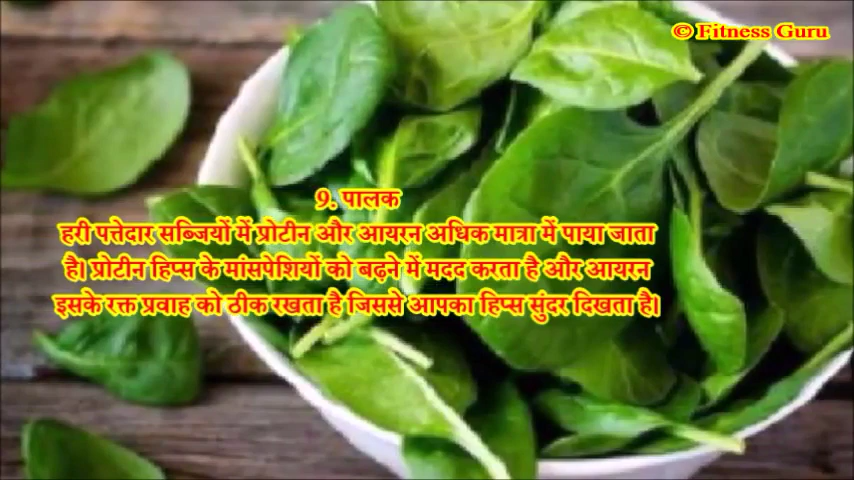 © Fitness Guru
9. पालक
हरी पत्तेदार सब्जियों में प्रोटीन और आयरन अधिक मात्रा में पाया जाता
है। प्रोटीन हिप्स के मांसपेशियों को बढ़ने में मदद करता है और आयरन
इसके रक्त प्रवाह को ठीक रखता है जिससे आपका हिप्स सुंदर दिखता है।